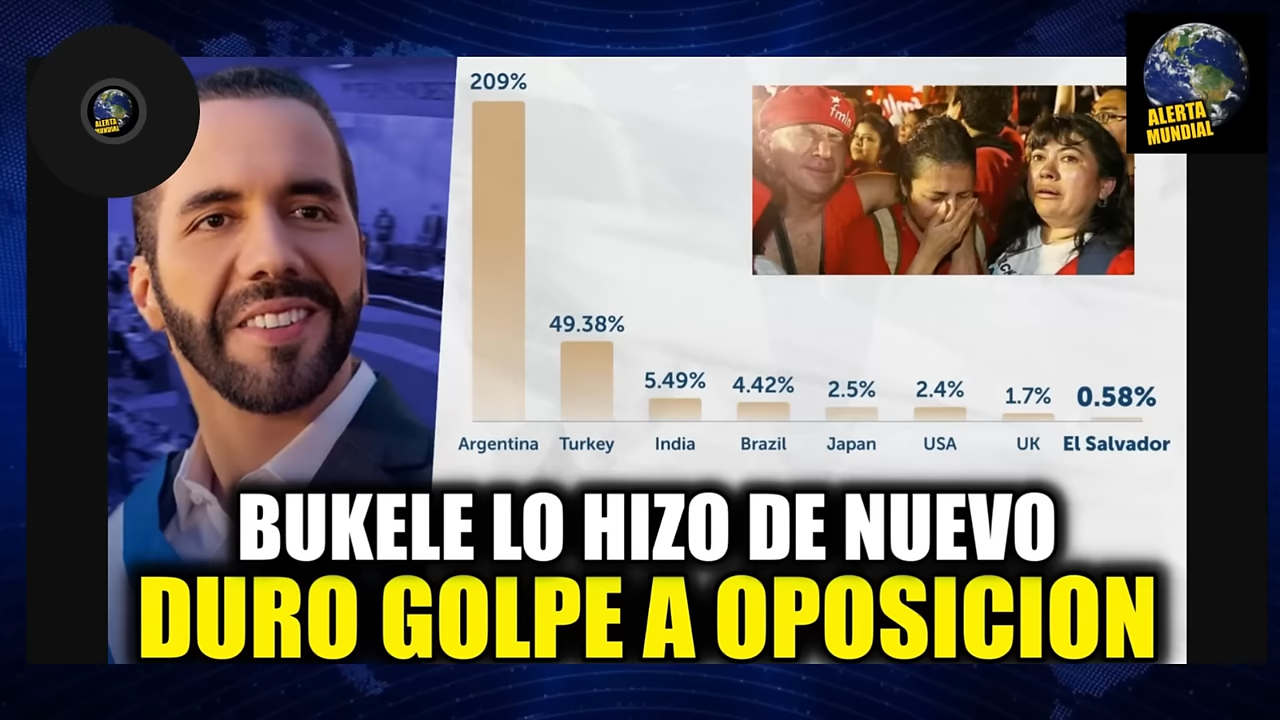 209%
49.38%
5.49%
4.42%
2.5%
2.4%
1.7%
0.58%
Argentina
Turkey
India
Brazil
Japan
USA
UK
El Salvador
fmln
ALERTA
MUNDIAL
ALERTA
MUNDIAL
BUKELE LO HIZO DE NUEVO
DURO GOLPE A OPOSICION